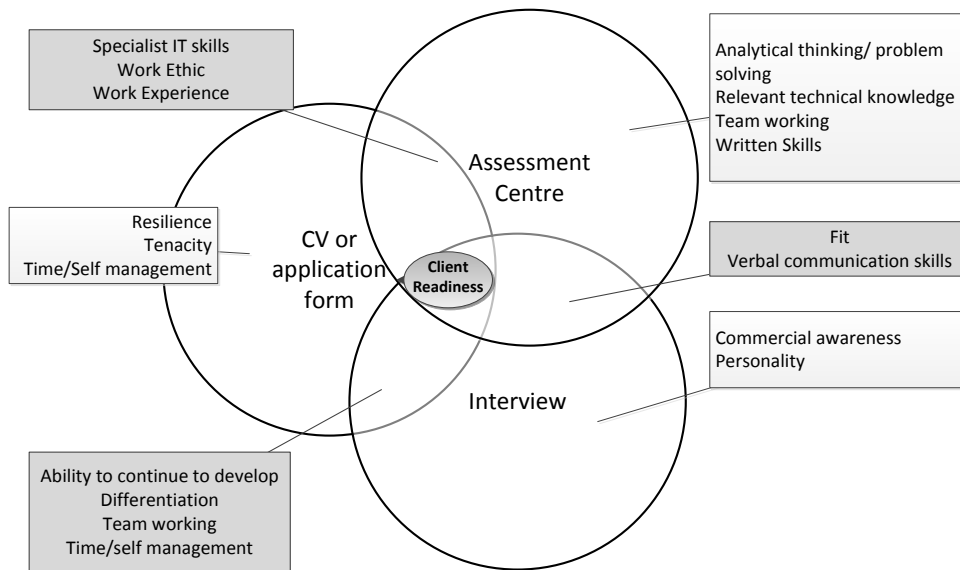 Specialist IT skills
Work Ethic
Work Experience
Analytical thinking/ problem
solving
Relevant technical knowledge
Team working
Written Skills
Assessment
Centre
Resilience
Tenacity
Time/Self management
CV or
application
form
Client
Readiness
Fit
Verbal communication skills
Commercial awareness
Personality
Interview
Ability to continue to develop
Differentiation
Team working
Time/self management